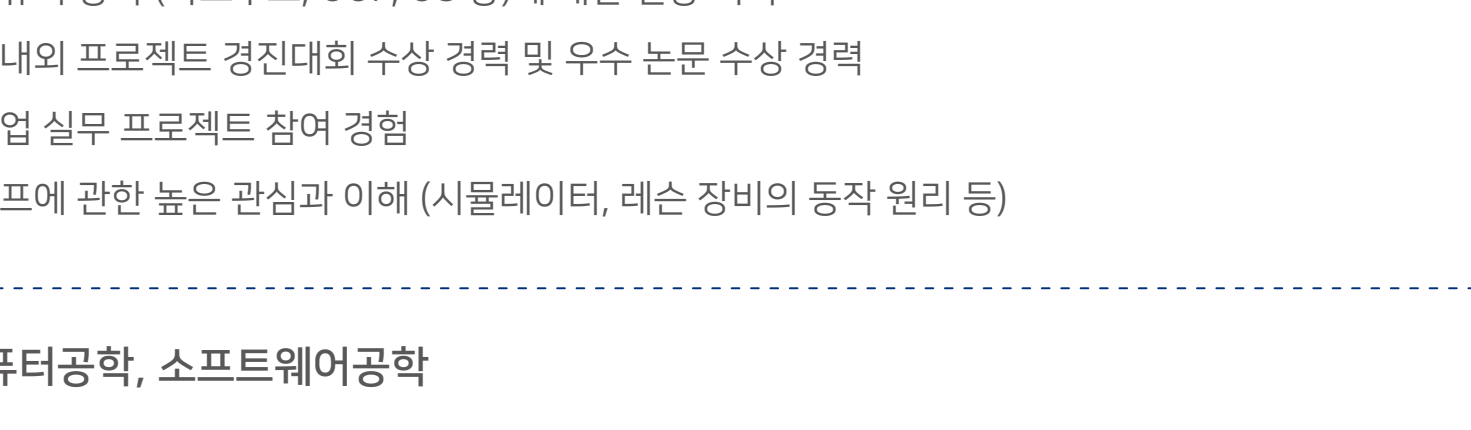 내외 프로젝트 경진대회 수상 경력 및 우수 논문 수상 경력
업 실무 프로젝트 참여 경험
프에 관한 높은 관심과 이해 (시뮬레이터, 레슨 장비의 동작 원리 등)
퓨터공학, 소프트웨어공학